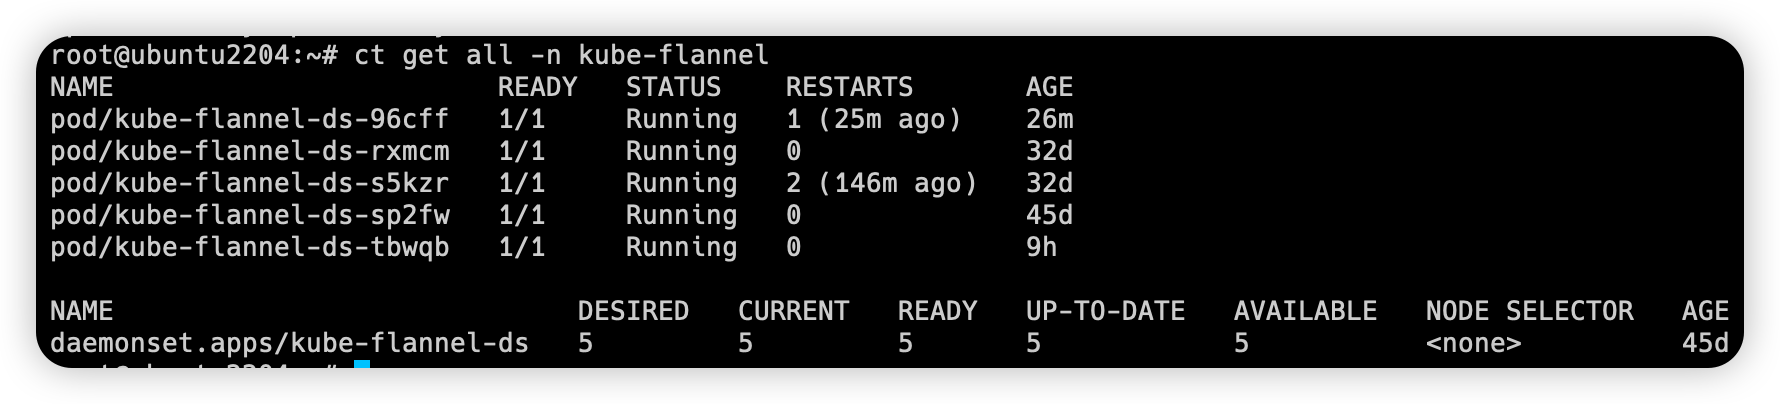 root@ubuntu2204:~# ct get all -n kube-flannel
NAME READY STATUS RESTARTS AGE
pod/kube-flannel-ds-96cff 1/1 Running 1 (25m ago) 26m
pod/kube-flannel-ds-rxmcm 1/1 Running 0 32d
pod/kube-flannel-ds-s5kzr 1/1 Running 2 (146m ago) 32d
pod/kube-flannel-ds-sp2fw 1/1 Running 0 45d
pod/kube-flannel-ds-tbwqb 1/1 Running 0 9h
NAME DESIRED CURRENT READY UP-TO-DATE AVAILABLE NODE SELECTOR AGE
daemonset.apps/kube-flannel-ds 5 5 5 5 5 <none> 45d